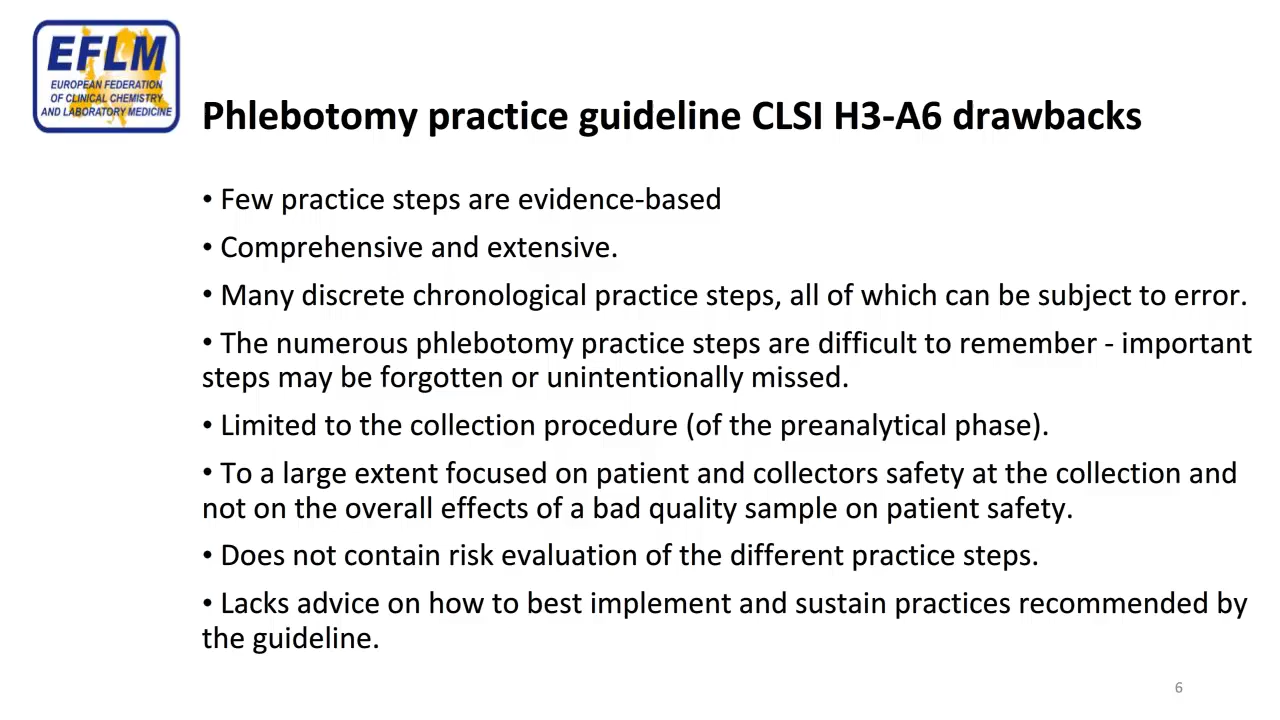 EFLM
EUROPEAN FEDERATION
OF CLINICAL CHEMISTRY
AND LABORATORY MEDICINE
Phlebotomy practice guideline CLSI H3-A6 drawbacks
• Few practice steps are evidence-based
• Comprehensive and extensive.
• Many discrete chronological practice steps, all of which can be subject to error.
• The numerous phlebotomy practice steps are difficult to remember - important
steps may be forgotten or unintentionally missed.
• Limited to the collection procedure (of the preanalytical phase).
• To a large extent focused on patient and collectors safety at the collection and
not on the overall effects of a bad quality sample on patient safety.
• Does not contain risk evaluation of the different practice steps.
• Lacks advice on how to best implement and sustain practices recommended by
the guideline.
6